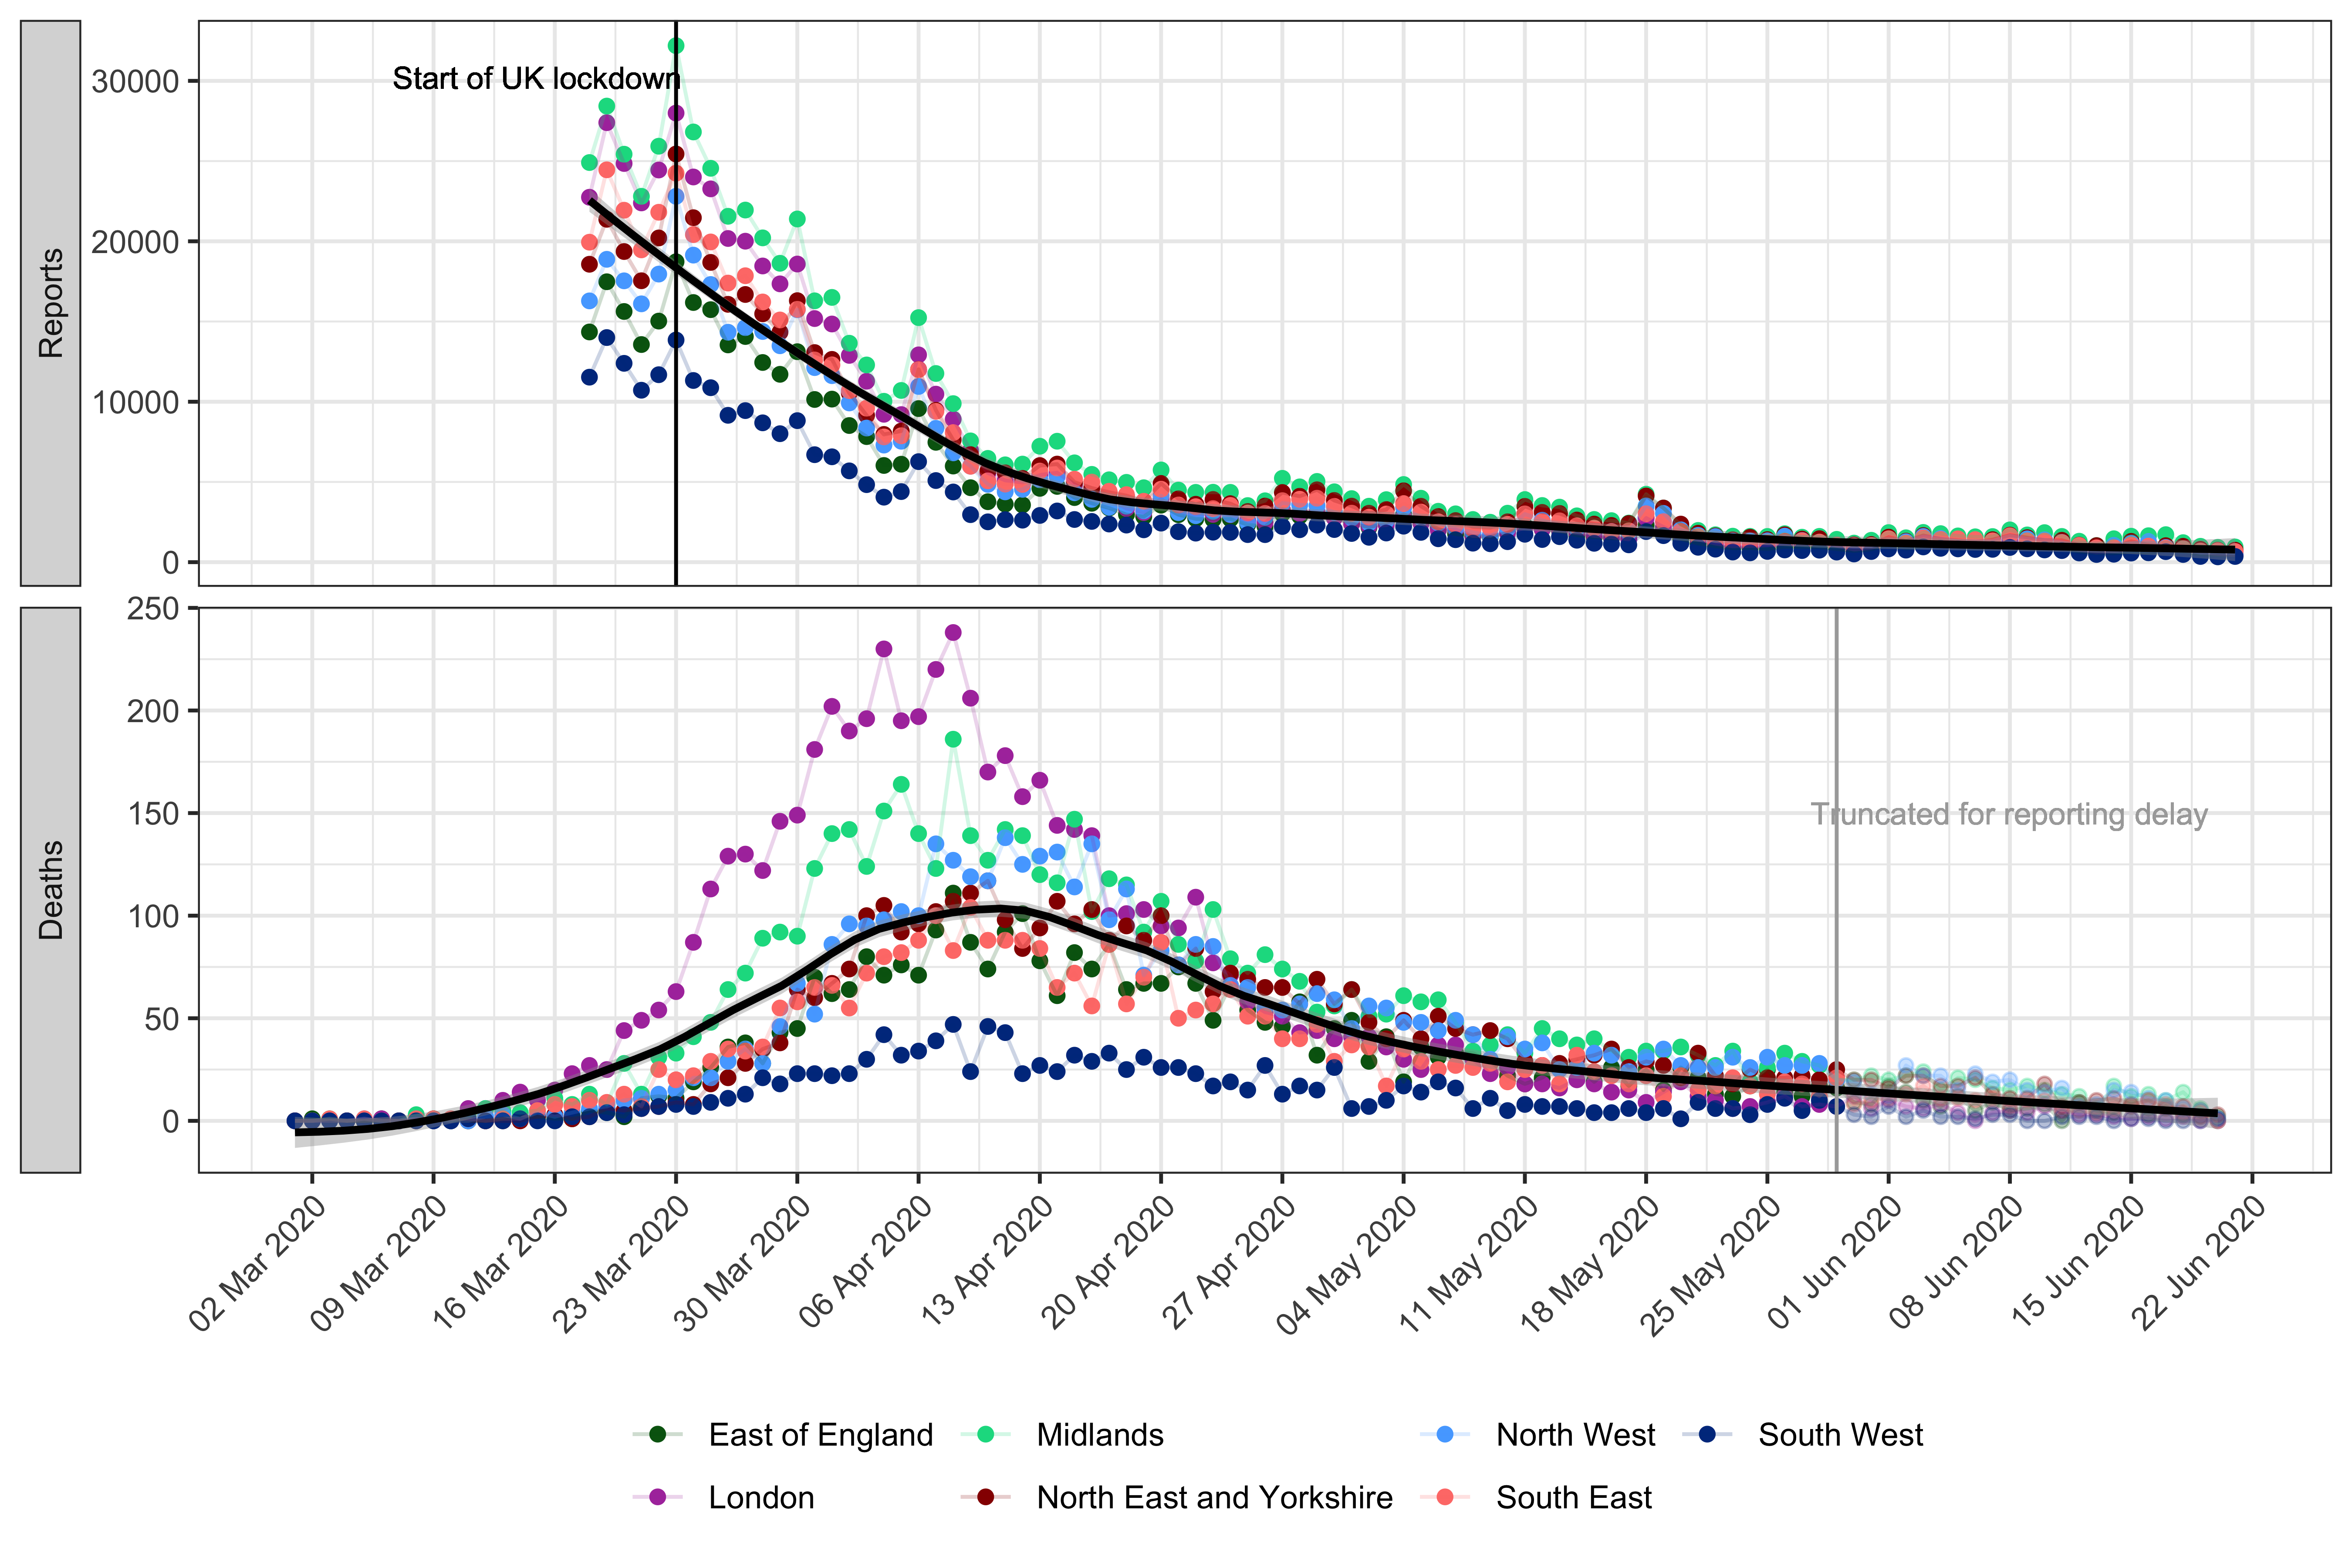 Reports
30000
20000
10000
0
Start of UK lockdown
Deaths
250
200
150
100
50
0
Truncated for reporting delay
02 Mar 2020
09 Mar 2020
16 Mar 2020
23 Mar 2020
30 Mar 2020
06 Apr 2020
13 Apr 2020
20 Apr 2020
27 Apr 2020
04 May 2020
11 May 2020
18 May 2020
25 May 2020
01 Jun 2020
08 Jun 2020
15 Jun 2020
22 Jun 2020
East of England Midlands North West South West
London North East and Yorkshire South East